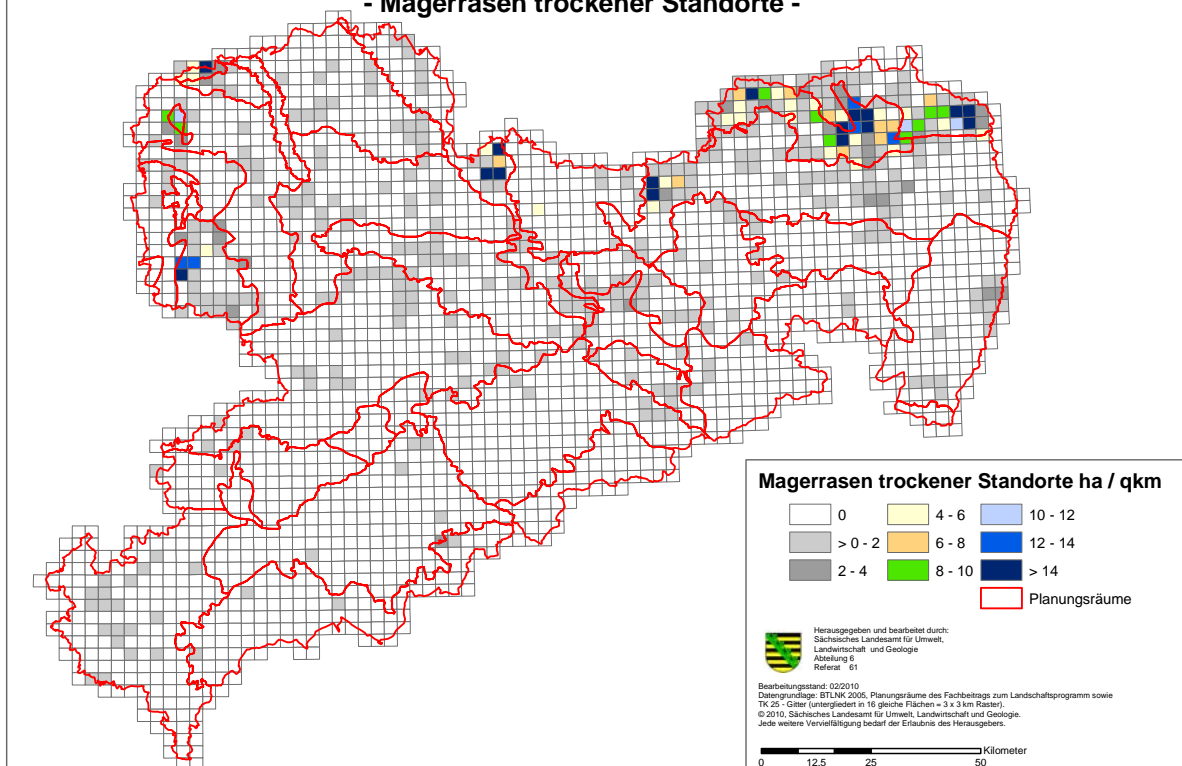 - Magerrasen trockener Standorte -
Magerrasen trockener Standorte ha / qkm
0
4 - 6
10 - 12
> 0 - 2
6 - 8
12 - 14
2 - 4
8 - 10
> 14
Planungsräume
Herausgegeben und bearbeitet durch:
Sächsisches Landesamt für Umwelt,
Landwirtschaft und Geologie
Abteilung 6
Referat 61
Bearbeitungsstand: 02/2010
Datengrundlage: BTLNK 2005, Planungsräume des Fachbeitrags zum Landschaftsprogramm sowie
TK 25 - Gitter (untergliedert in 16 gleiche Flächen = 3 x 3 km Raster).
© 2010, Sächsisches Landesamt für Umwelt, Landwirtschaft und Geologie.
Jede weitere Vervielfältigung bedarf der Erlaubnis des Herausgebers.
Kilometer
0 12,5 25 50